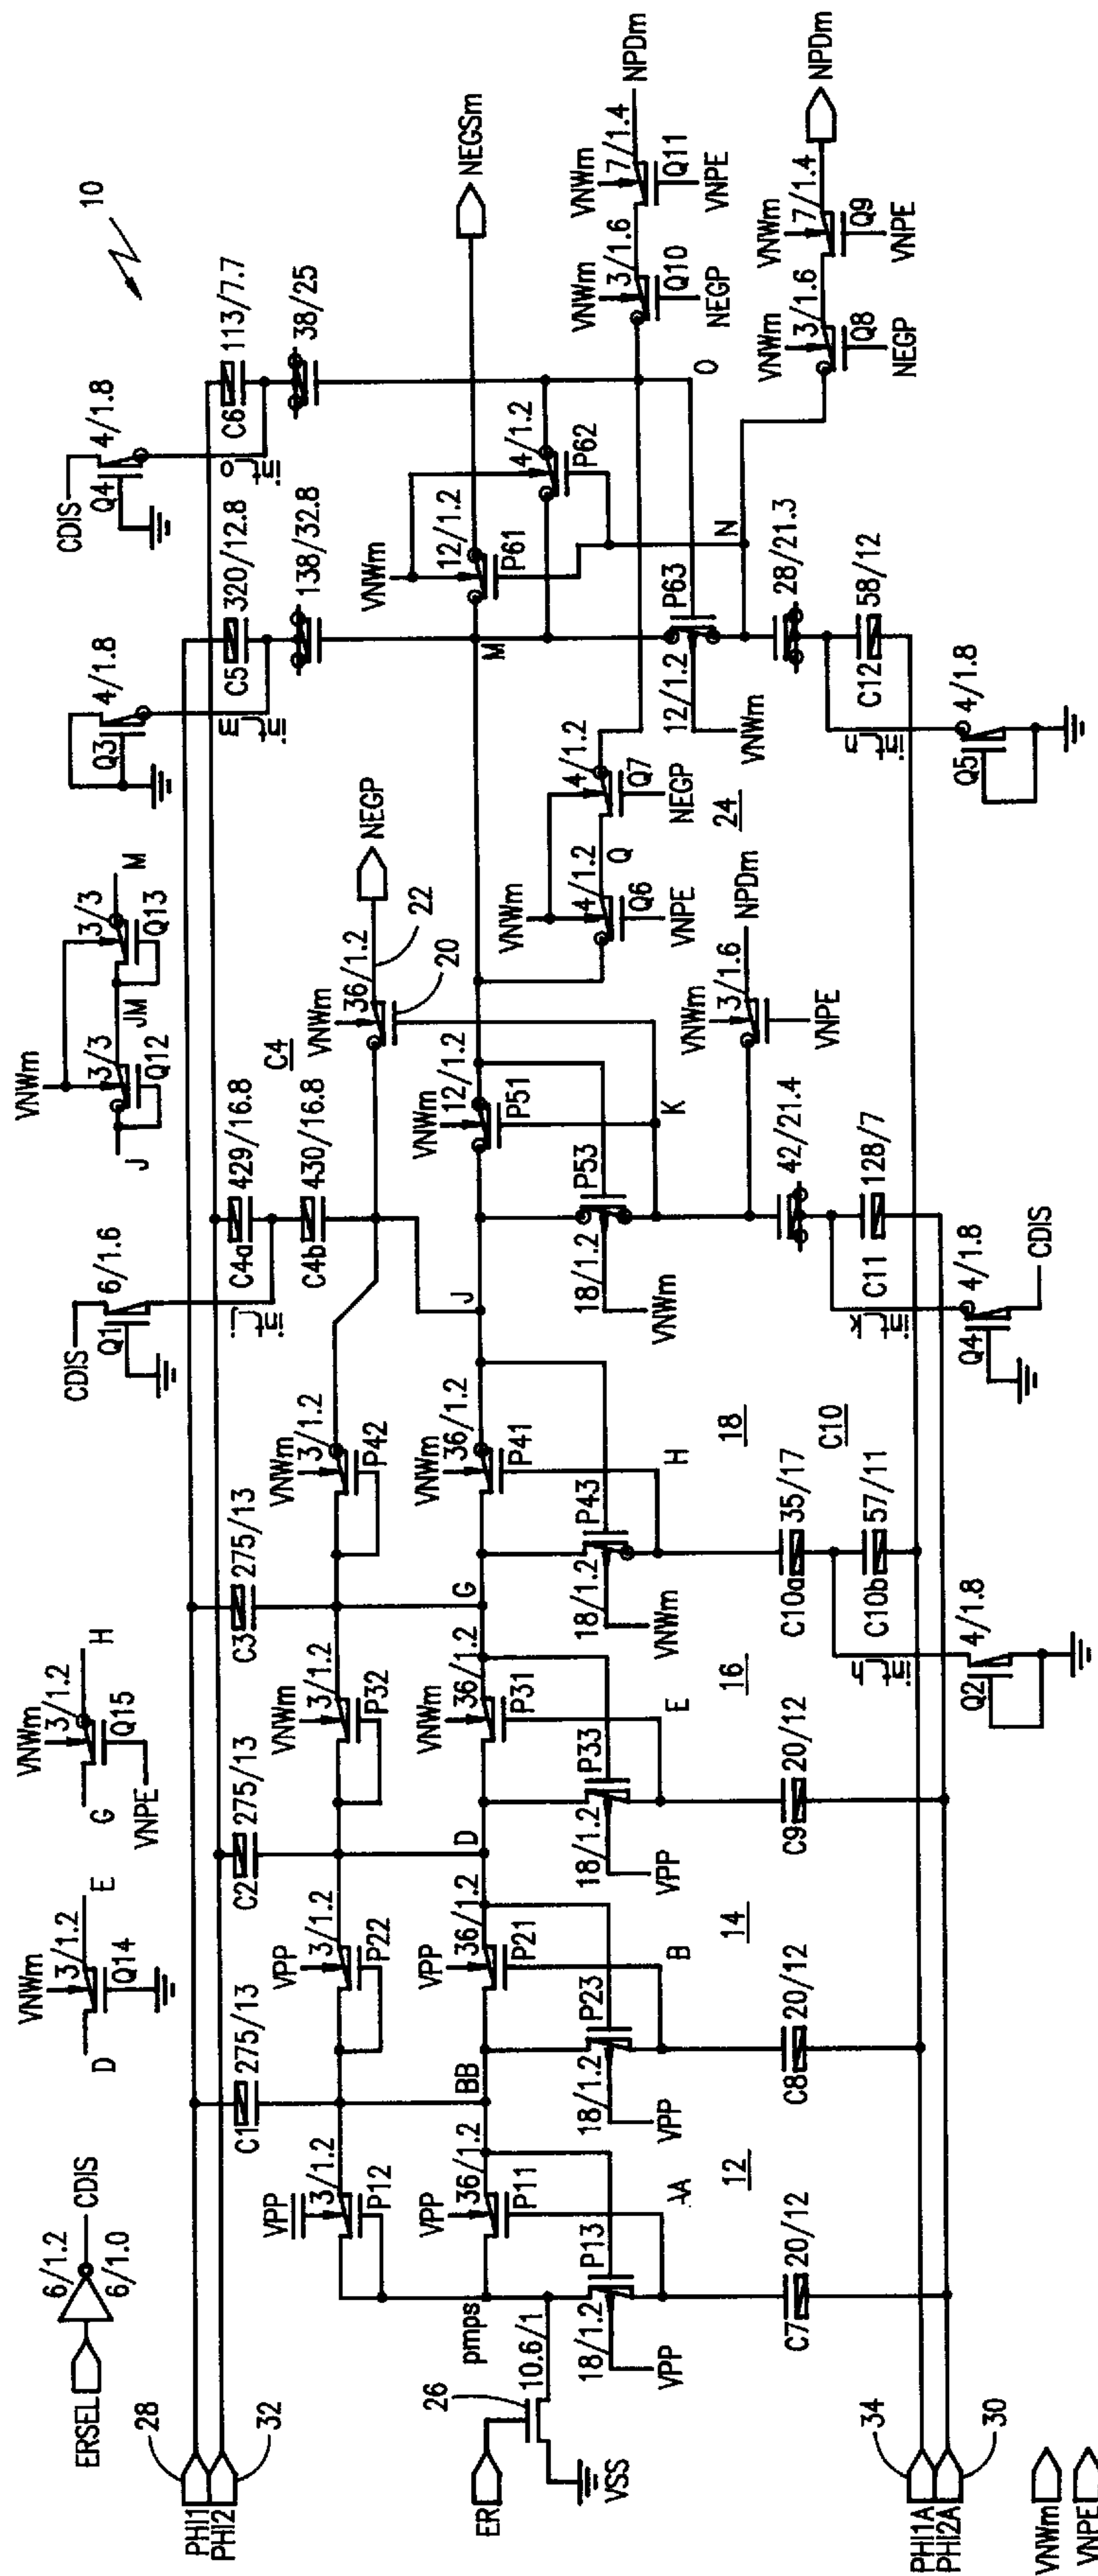 10
ERSEL
6/1.2
6/1.0
CDIS
VNWm
D
3/1.2
E
Q14
VNWm
G
3/1.2
H
Q15
VNPE
VNWm
J
3/3
Q12
JM
3/3
Q13
M
CDIS
Q1
6/1.6
int_j
Q3
4/1.8
int_m
CDIS
Q4
4/1.8
int_o
28
PHI1
PHI2
32
C1
275/13
C2
275/13
C3
275/13
C4a
429/16.8
C4
C4b
430/16.8
C5
320/12.8
138/32.8
C6
113/7.7
38/25
VPP
3/1.2
P12
VPP
3/1.2
P22
VNWm
3/1.2
P32
VNWm
3/1.2
P42
VNWm
36/1.2
22
20
NEGP
VPP
36/1.2
P11
VPP
36/1.2
P21
VNWm
36/1.2
P31
VNWm
36/1.2
P41
VNWm
12/1.2
P51
VNWm
12/1.2
P61
NEGSm
4/1.2
P62
pmps
BB
D
G
J
M
ER
26
10.6/1
VSS
18/1.2
P13
VPP
AA
12
18/1.2
P23
VPP
B
14
18/1.2
P33
VPP
E
16
18/1.2
P43
VNWm
H
18
18/1.2
P53
VNWm
K
VNWm
4/1.2
Q6
VNPE
Q
4/1.2
Q7
NEGP
24
12/1.2
P63
VNWm
N
O
VNWm
3/1.6
Q10
NEGP
VNWm
7/1.4
Q11
VNPE
NPDm
VNWm
3/1.6
Q8
NEGP
VNWm
7/1.4
Q9
VNPE
NPDm
VNWm
3/1.6
VNPE
NPDm
C7
20/12
C8
20/12
C9
20/12
C10a
35/17
C10
C10b
57/11
42/21.4
C11
128/7
28/21.3
C12
58/12
34
PHI1A
PHI2A
30
int_h
Q2
4/1.8
int_k
Q4
4/1.8
CDIS
int_n
Q5
4/1.8
VNWm
VNPE